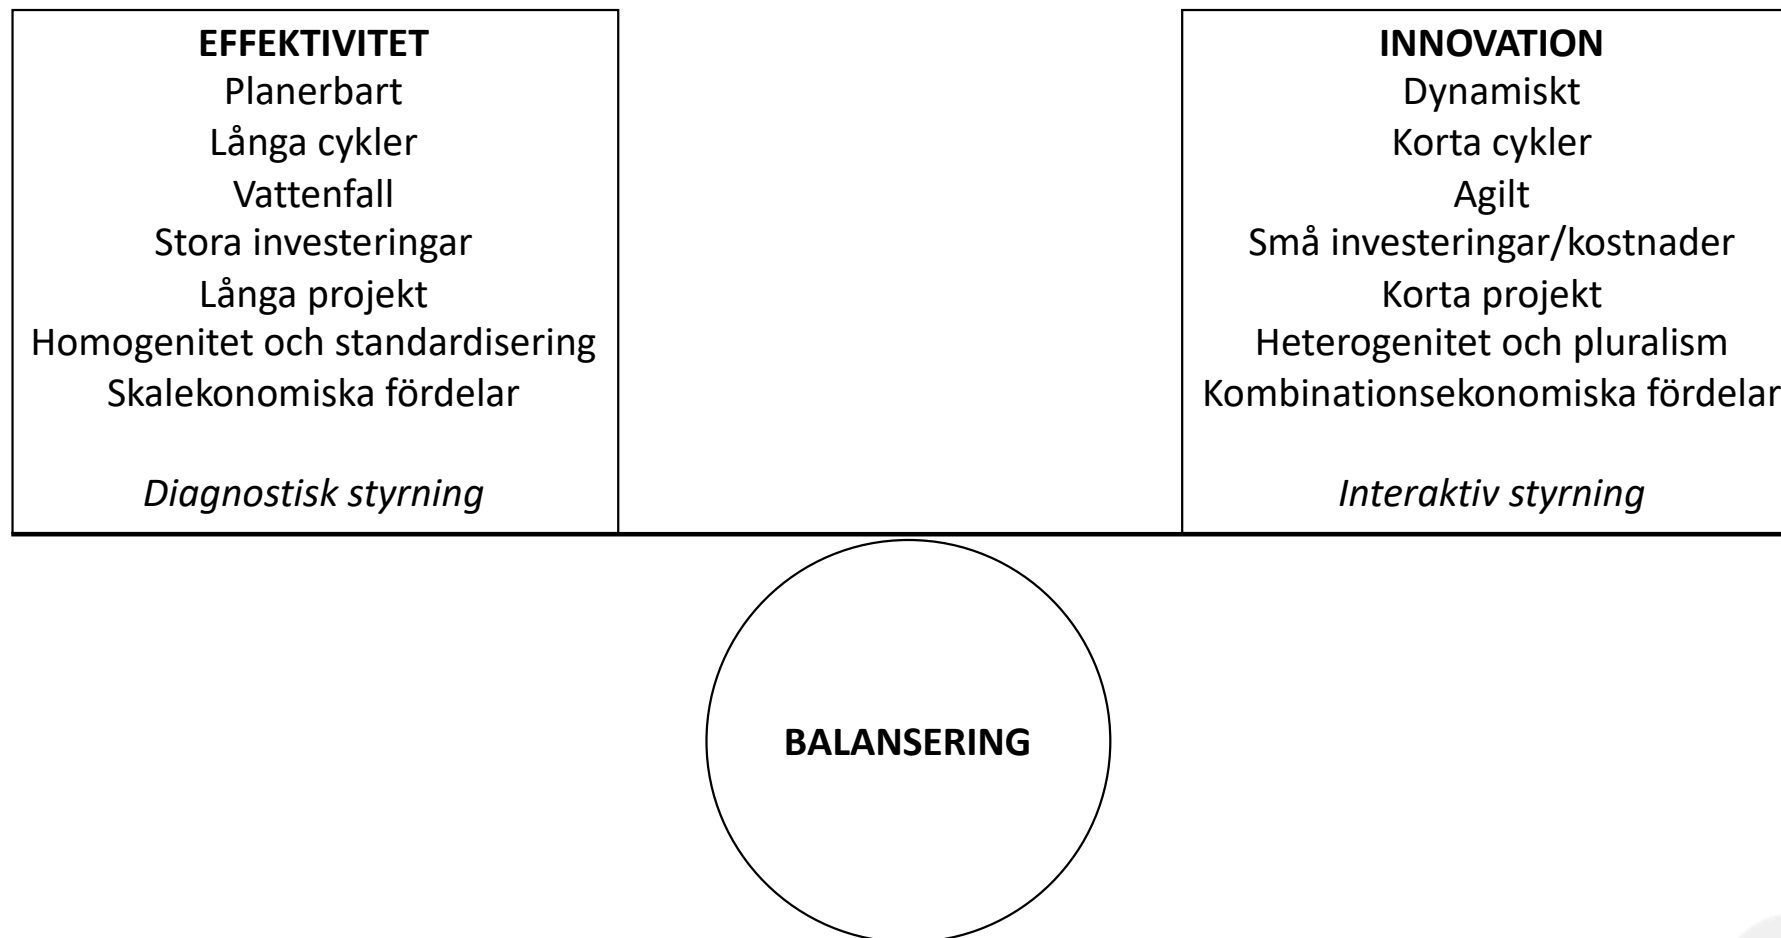 EFFEKTIVITET
Planerbart
Långa cykler
Vattenfall
Stora investeringar
Långa projekt
Homogenitet och standardisering
Skalekonomiska fördelar
Diagnostisk styrning
INNOVATION
Dynamiskt
Korta cykler
Agilt
Små investeringar/kostnader
Korta projekt
Heterogenitet och pluralism
Kombinationsekonomiska fördelar
Interaktiv styrning
BALANSERING